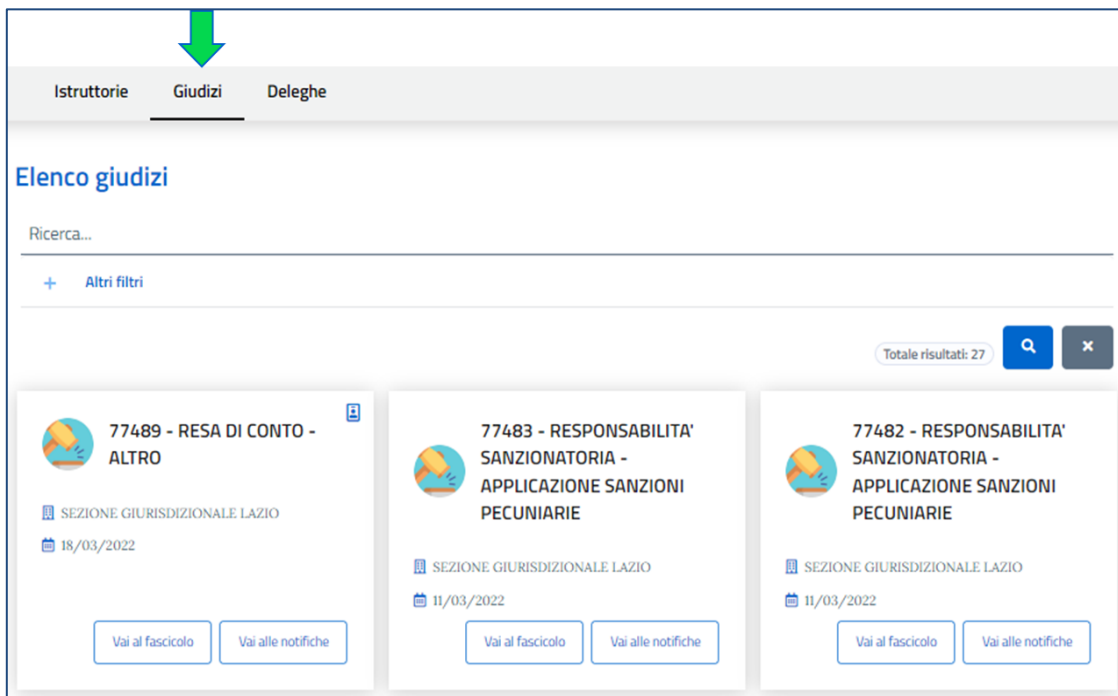 Istruttorie Giudizi Deleghe
Elenco giudizi
Ricerca...
+ Altri filtri
Totale risultati: 27
77489 - RESA DI CONTO -
ALTRO
SEZIONE GIURISDIZIONALE LAZIO
18/03/2022
Vai al fascicolo Vai alle notifiche
77483 - RESPONSABILITA'
SANZIONATORIA -
APPLICAZIONE SANZIONI
PECUNIARIE
SEZIONE GIURISDIZIONALE LAZIO
11/03/2022
Vai al fascicolo Vai alle notifiche
77482 - RESPONSABILITA'
SANZIONATORIA -
APPLICAZIONE SANZIONI
PECUNIARIE
SEZIONE GIURISDIZIONALE LAZIO
11/03/2022
Vai al fascicolo Vai alle notifiche